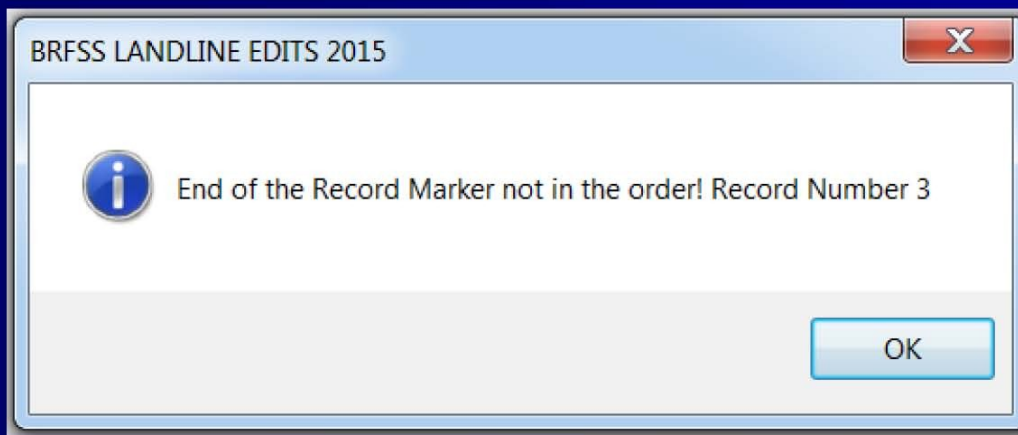 BRFSS LANDLINE EDITS 2015
End of the Record Marker not in the order! Record Number 3
OK